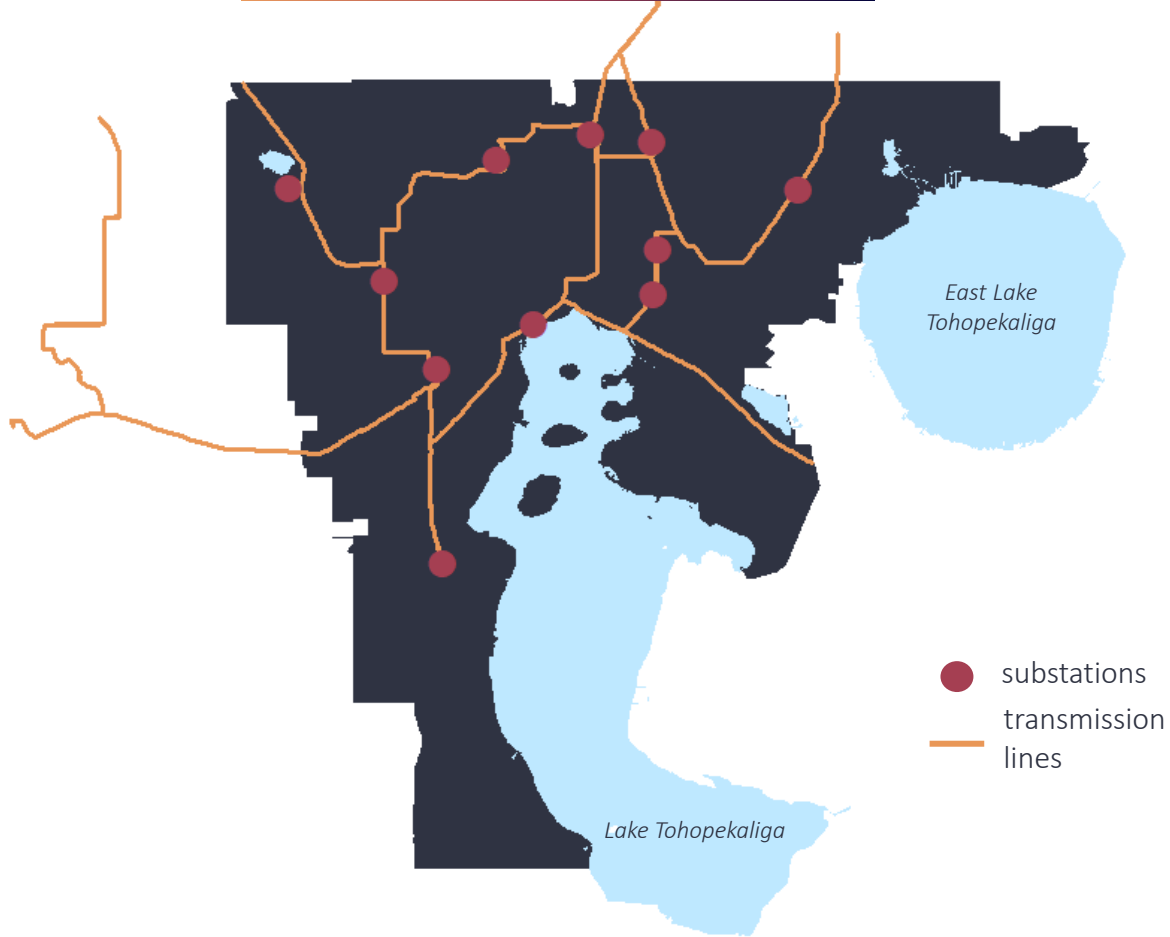 East Lake
Tohopekaliga
substations
transmission
lines
Lake Tohopekaliga